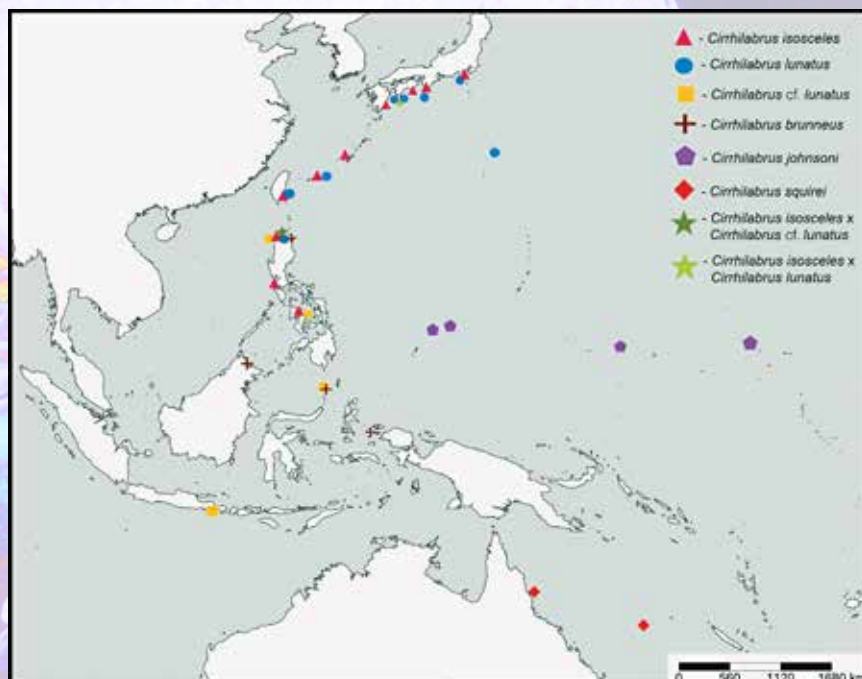 - Cirrhilabrus isosceles
- Cirrhilabrus lunatus
- Cirrhilabrus cf. lunatus
- Cirrhilabrus brunneus
- Cirrhilabrus johnsoni
- Cirrhilabrus squirei
- Cirrhilabrus isosceles x
Cirrhilabrus cf. lunatus
- Cirrhilabrus isosceles x
Cirrhilabrus lunatus
0 560 1120 1680 km